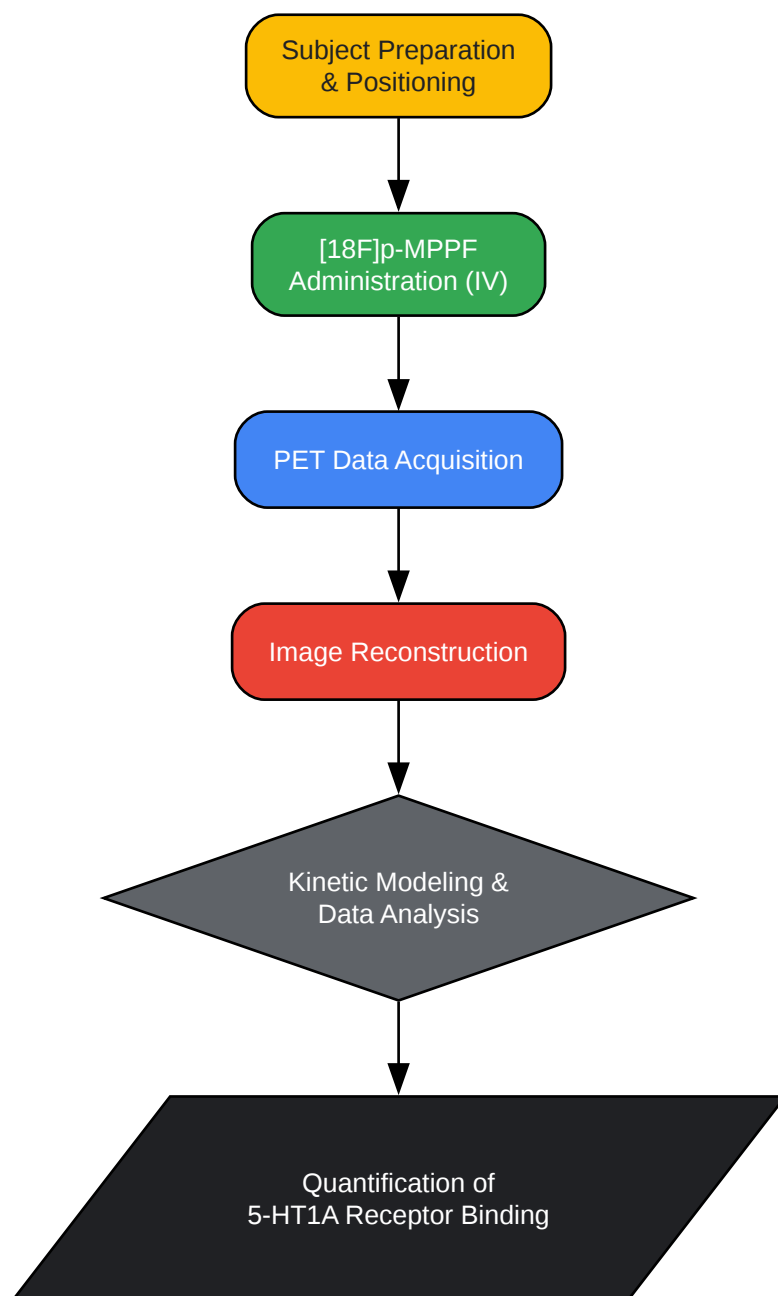 Subject Preparation
& Positioning
[18F]p-MPPF
Administration (IV)
PET Data Acquisition
Image Reconstruction
Kinetic Modeling &
Data Analysis
Quantification of
5-HT1A Receptor Binding